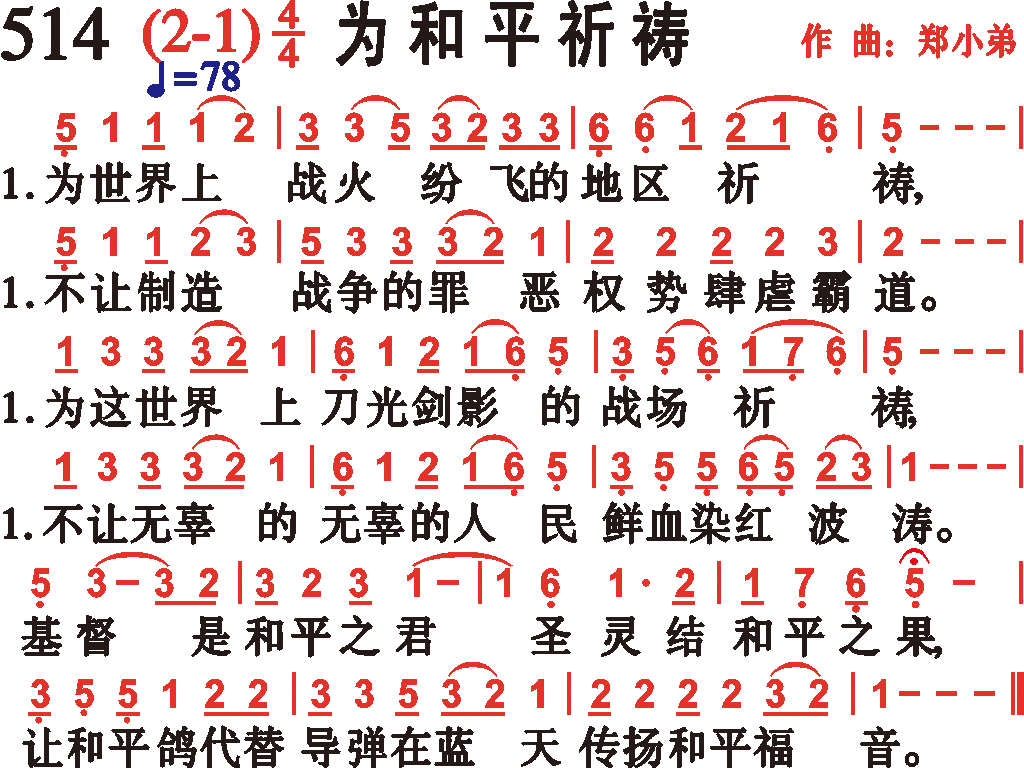 514 (2-1) 4/4 为和平祈祷 作 曲：郑小弟
♩=78
5 1 1 1 2 | 3 3 5 3 2 3 3 | 6 6 1 2 1 6 | 5 – – – |
1.为世界上 战火 纷 飞的地区 祈 祷,
5 1 1 2 3 | 5 3 3 3 2 1 | 2 2 2 2 3 | 2 – – – |
1.不让制造 战争的罪 恶 权 势 肆虐霸 道。
1 3 3 3 2 1 | 6 1 2 1 6 5 | 3 5 6 1 7 6 | 5 – – – |
1.为这世界 上 刀光剑影 的 战场 祈 祷,
1 3 3 3 2 1 | 6 1 2 1 6 5 | 3 5 5 6 5 2 3 | 1 – – – |
1.不让无辜 的 无辜的人 民 鲜血染红 波 涛。
5 3 – 3 2 | 3 2 3 1 – | 1 6 1 · 2 | 1 7 6 5 – |
基督 是和平之君 圣 灵 结 和平之果,
3 5 5 1 2 2 | 3 3 5 3 2 1 | 2 2 2 2 3 2 | 1 – – – ‖
让和平鸽代替 导弹在蓝 天 传扬和平福 音。